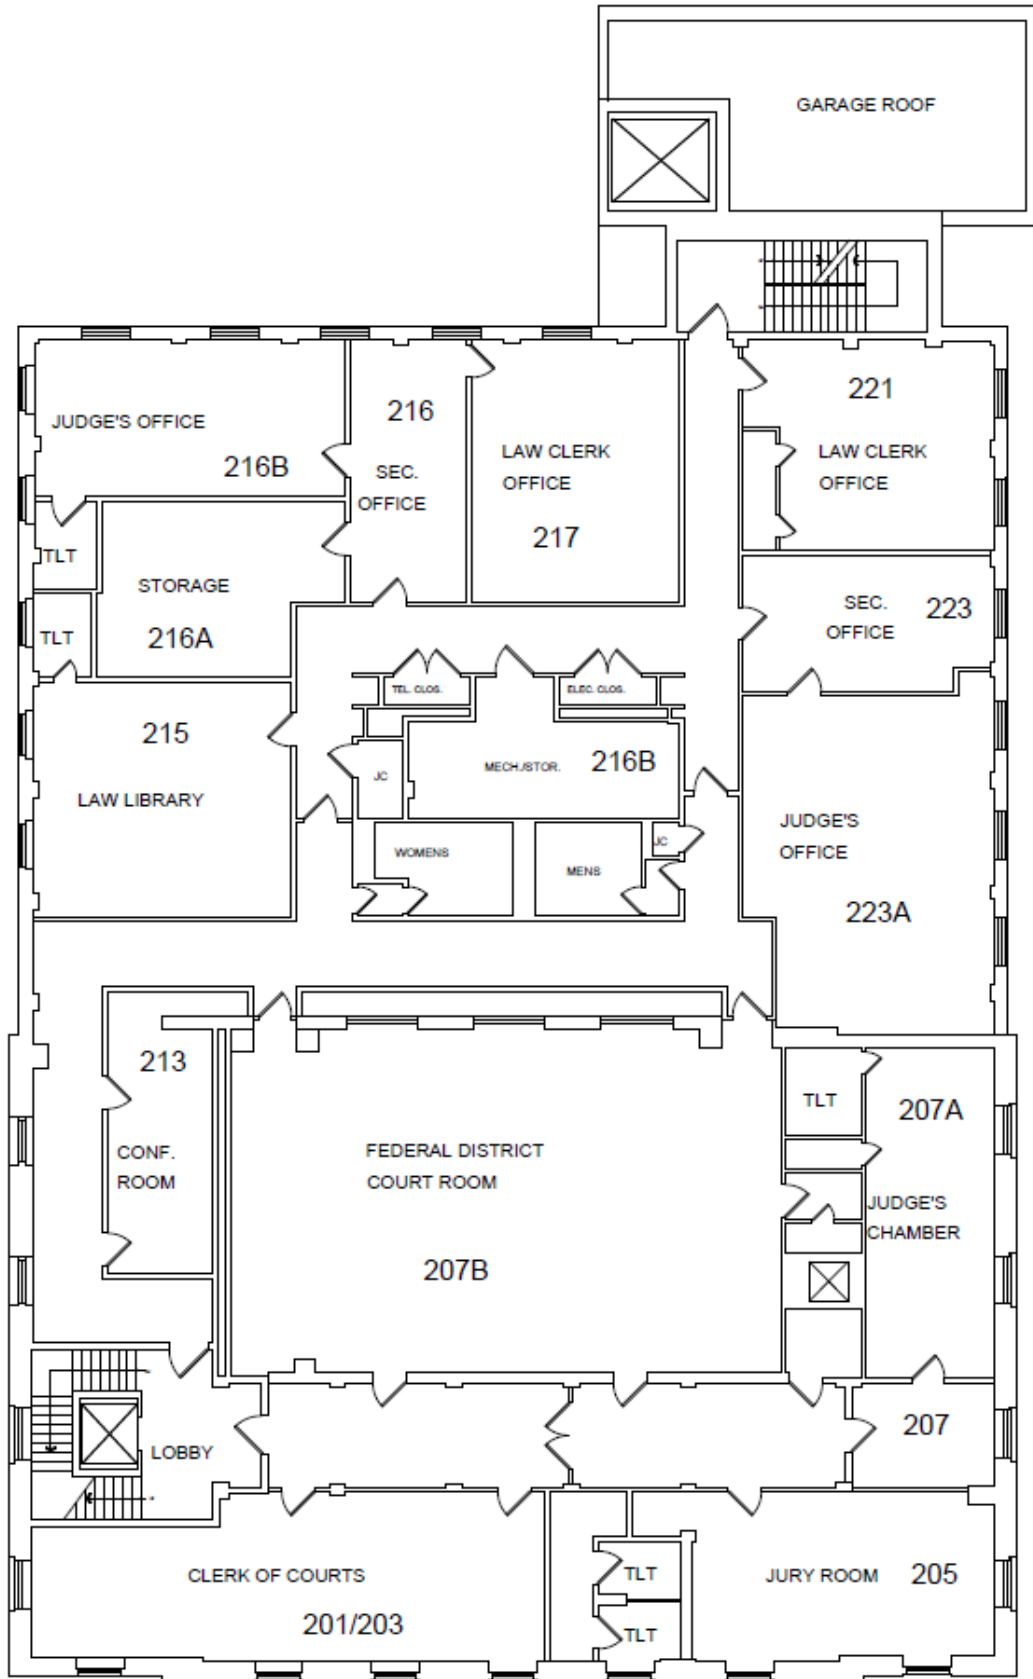 GARAGE ROOF
JUDGE'S OFFICE
216B
216
SEC.
OFFICE
LAW CLERK
OFFICE
217
221
LAW CLERK
OFFICE
TLT
STORAGE
216A
TLT
SEC.
OFFICE
223
TEL. CLOS.
ELEC. CLOS.
215
LAW LIBRARY
JC
MECH./STOR.
216B
WOMENS
MENS
JC
JUDGE'S
OFFICE
223A
213
CONF.
ROOM
FEDERAL DISTRICT
COURT ROOM
207B
TLT
207A
JUDGE'S
CHAMBER
LOBBY
207
CLERK OF COURTS
201/203
TLT
TLT
JURY ROOM
205